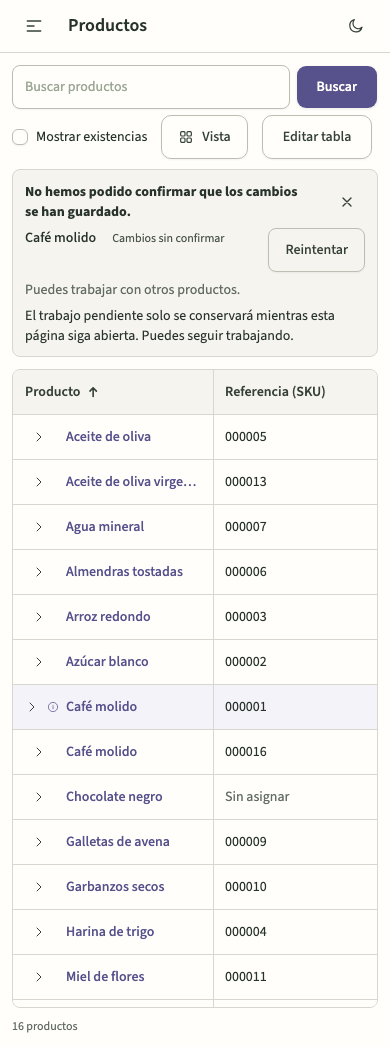 Productos
Buscar productos
Buscar
Mostrar existencias
Vista
Editar tabla
No hemos podido confirmar que los cambios
se han guardado.
Café molido
Cambios sin confirmar
Reintentar
Puedes trabajar con otros productos.
El trabajo pendiente solo se conservará mientras esta
página siga abierta. Puedes seguir trabajando.
Producto ↑ Referencia (SKU)
Aceite de oliva 000005
Aceite de oliva virge… 000013
Agua mineral 000007
Almendras tostadas 000006
Arroz redondo 000003
Azúcar blanco 000002
Café molido 000001
Café molido 000016
Chocolate negro Sin asignar
Galletas de avena 000009
Garbanzos secos 000010
Harina de trigo 000004
Miel de flores 000011
16 productos